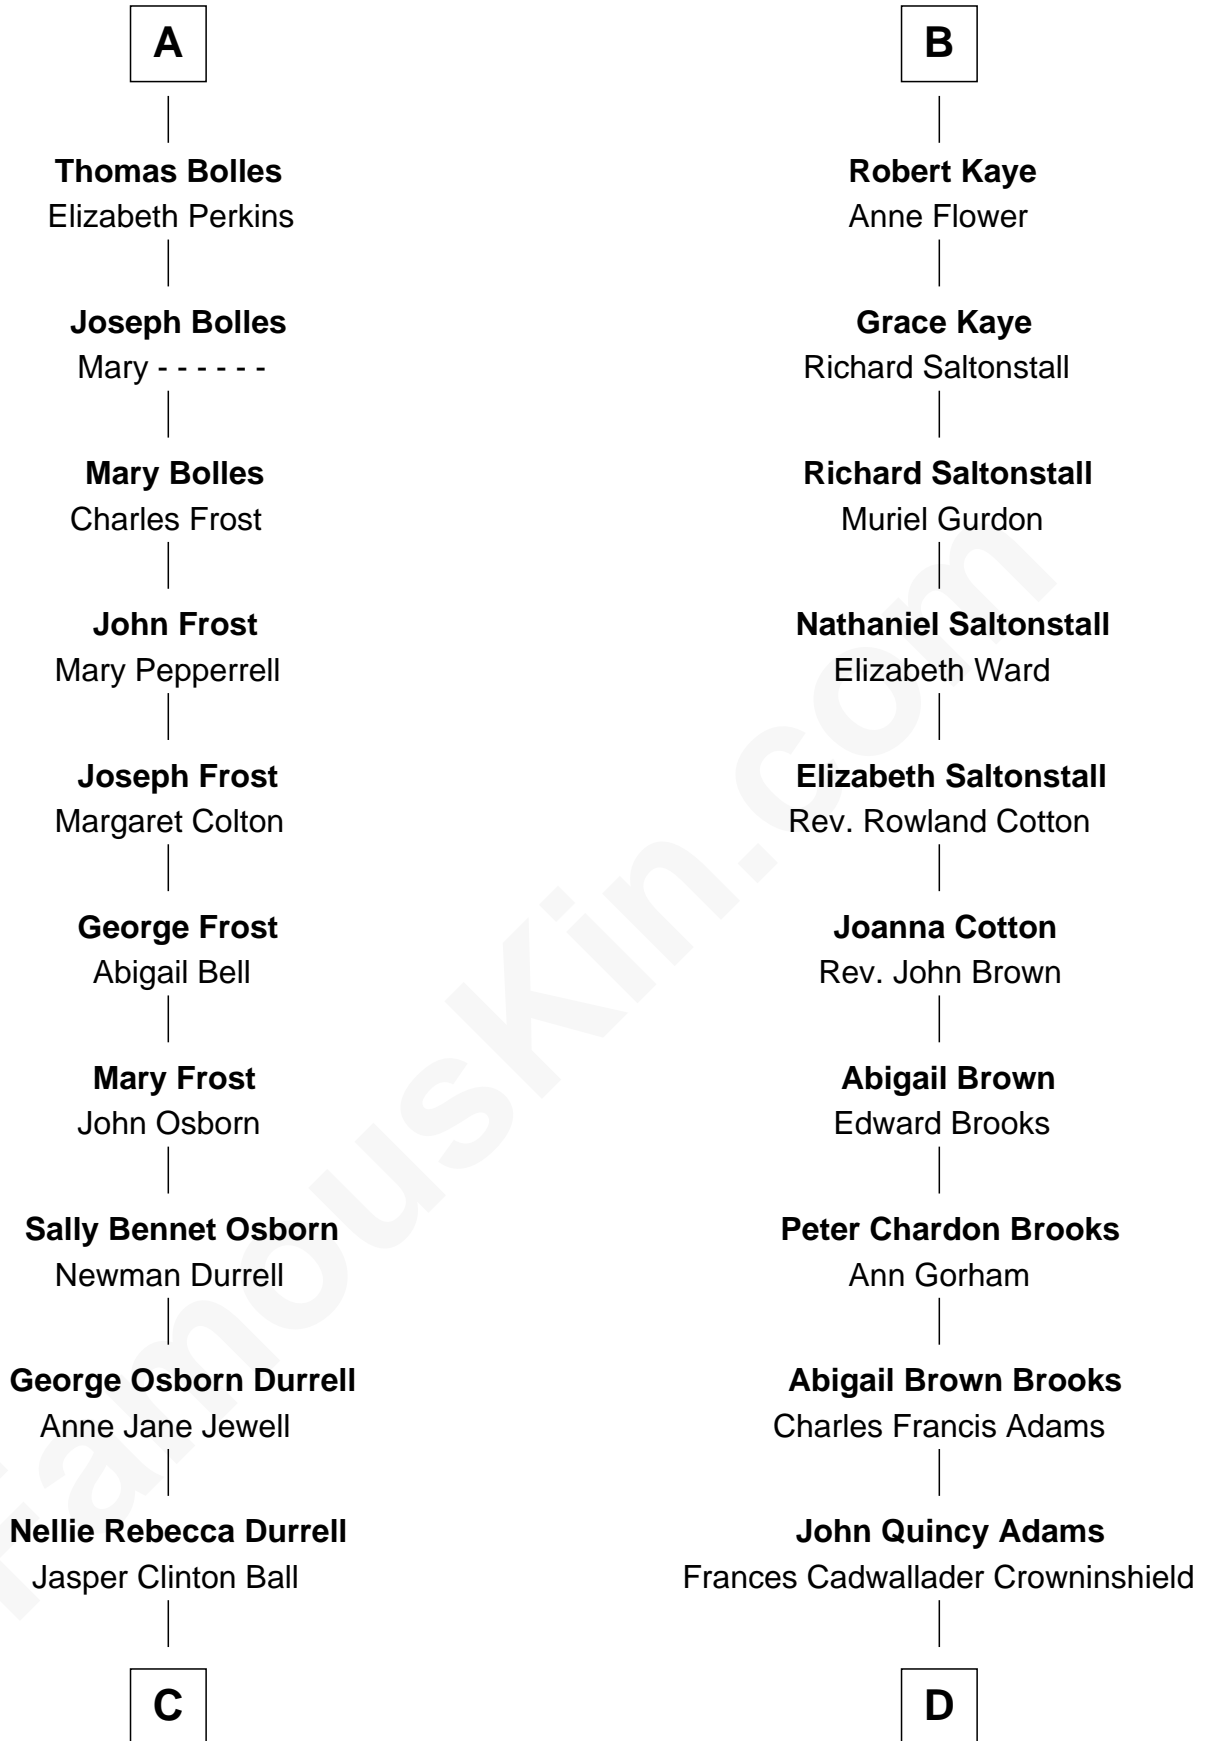 A
Thomas Bolles
Elizabeth Perkins
Joseph Bolles
Mary - - - - - -
Mary Bolles
Charles Frost
John Frost
Mary Pepperrell
Joseph Frost
Margaret Colton
George Frost
Abigail Bell
Mary Frost
John Osborn
Sally Bennet Osborn
Newman Durrell
George Osborn Durrell
Anne Jane Jewell
Nellie Rebecca Durrell
Jasper Clinton Ball
C
B
Robert Kaye
Anne Flower
Grace Kaye
Richard Saltonstall
Richard Saltonstall
Muriel Gurdon
Nathaniel Saltonstall
Elizabeth Ward
Elizabeth Saltonstall
Rev. Rowland Cotton
Joanna Cotton
Rev. John Brown
Abigail Brown
Edward Brooks
Peter Chardon Brooks
Ann Gorham
Abigail Brown Brooks
Charles Francis Adams
John Quincy Adams
Frances Cadwallader Crowninshield
D
FamousKin.com